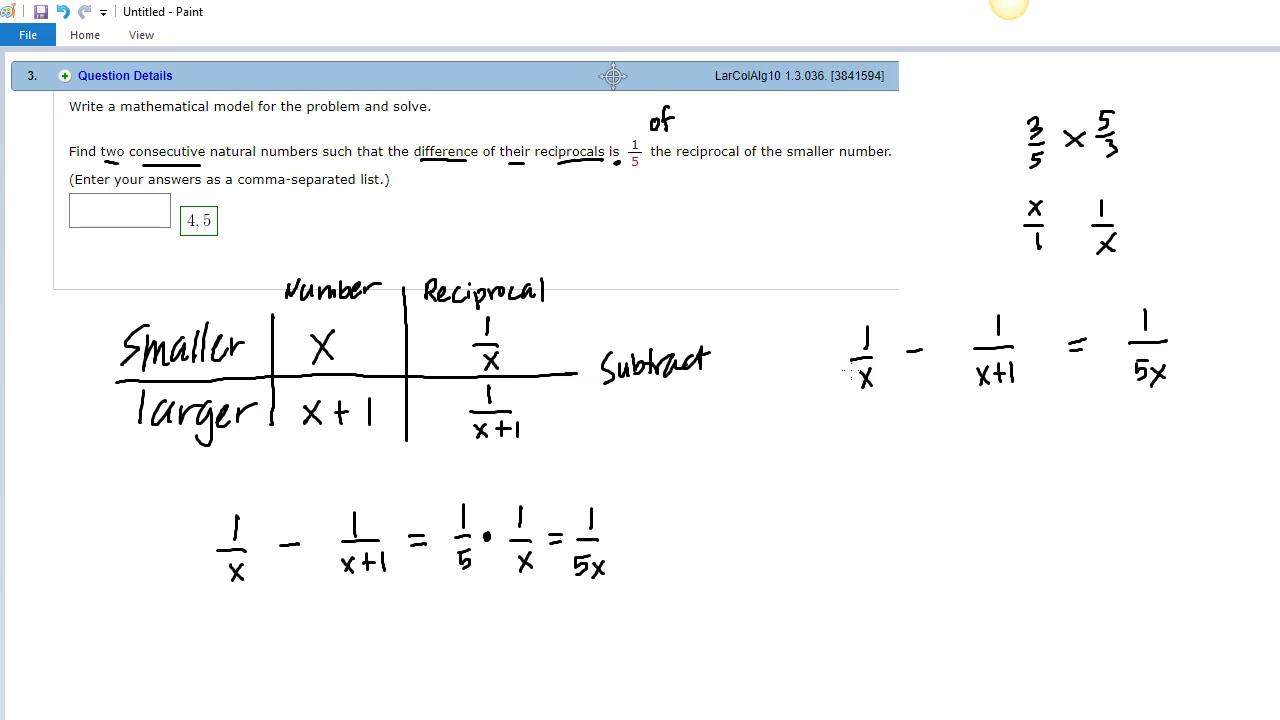 Untitled - Paint
File Home View
3. Question Details LarColAlg10 1.3.036. [3841594]
Write a mathematical model for the problem and solve.
of
Find two consecutive natural numbers such that the difference of their reciprocals is 1/5 the reciprocal of the smaller number.
(Enter your answers as a comma-separated list.)
4, 5
3/5 × 5/3
x/1 1/x
Number Reciprocal
Smaller x 1/x
larger x + 1 1/(x+1)
Subtract
1/x - 1/(x+1) = 1/(5x)
1/x - 1/(x+1) = 1/5 · 1/x = 1/(5x)